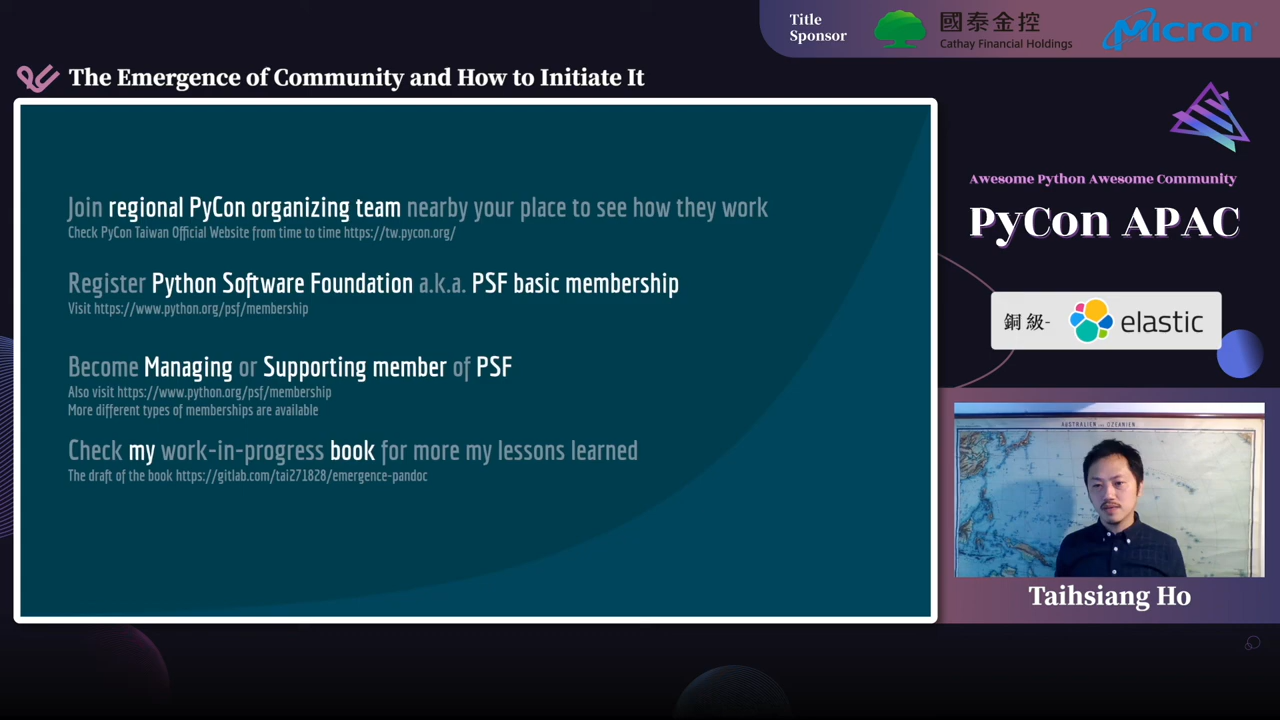 Title
Sponsor
國泰金控
Cathay Financial Holdings
Micron
The Emergence of Community and How to Initiate It
Join regional PyCon organizing team nearby your place to see how they work
Check PyCon Taiwan Official Website from time to time https://tw.pycon.org/
Register Python Software Foundation a.k.a. PSF basic membership
Visit https://www.python.org/psf/membership
Become Managing or Supporting member of PSF
Also visit https://www.python.org/psf/membership
More different types of memberships are available
Check my work-in-progress book for more my lessons learned
The draft of the book https://gitlab.com/tai271828/emergence-pandoc
Awesome Python Awesome Community
PyCon APAC
銅級- elastic
AUSTRALIEN UND OZEANIEN
Taihsiang Ho